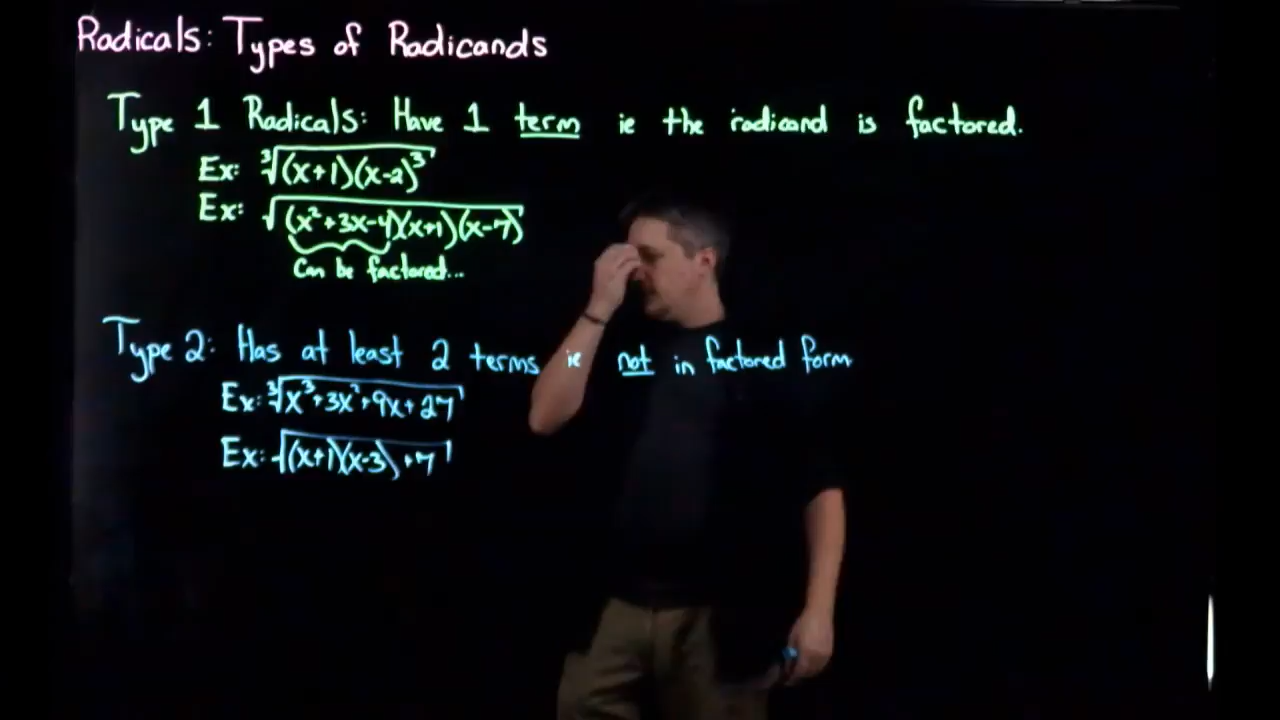 Radicals: Types of Radicands
Type 1 Radicals: Have 1 term ie the radicand is factored.
Ex: ∛((x+1)(x-2)³)
Ex: √((x²+3x-4)(x+1)(x-7))
Can be factored...
Type 2: Has at least 2 terms ie not in factored form
Ex: ∛(x³+3x²+9x+27)
Ex: √((x+1)(x-3)+7)